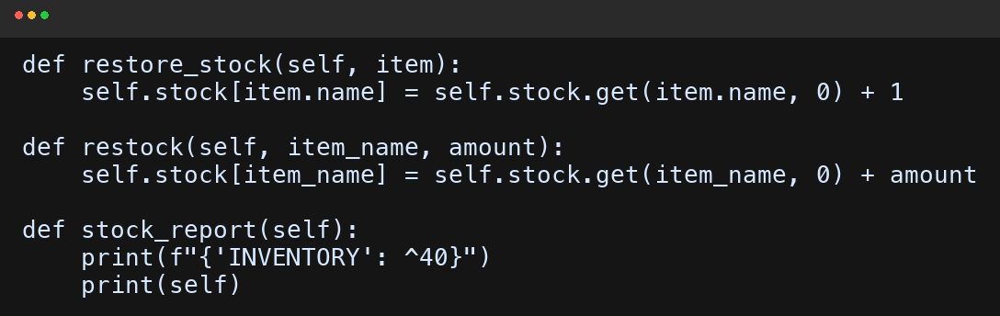 def restore_stock(self, item):
    self.stock[item.name] = self.stock.get(item.name, 0) + 1

def restock(self, item_name, amount):
    self.stock[item_name] = self.stock.get(item_name, 0) + amount

def stock_report(self):
    print(f"{'INVENTORY': ^40}")
    print(self)